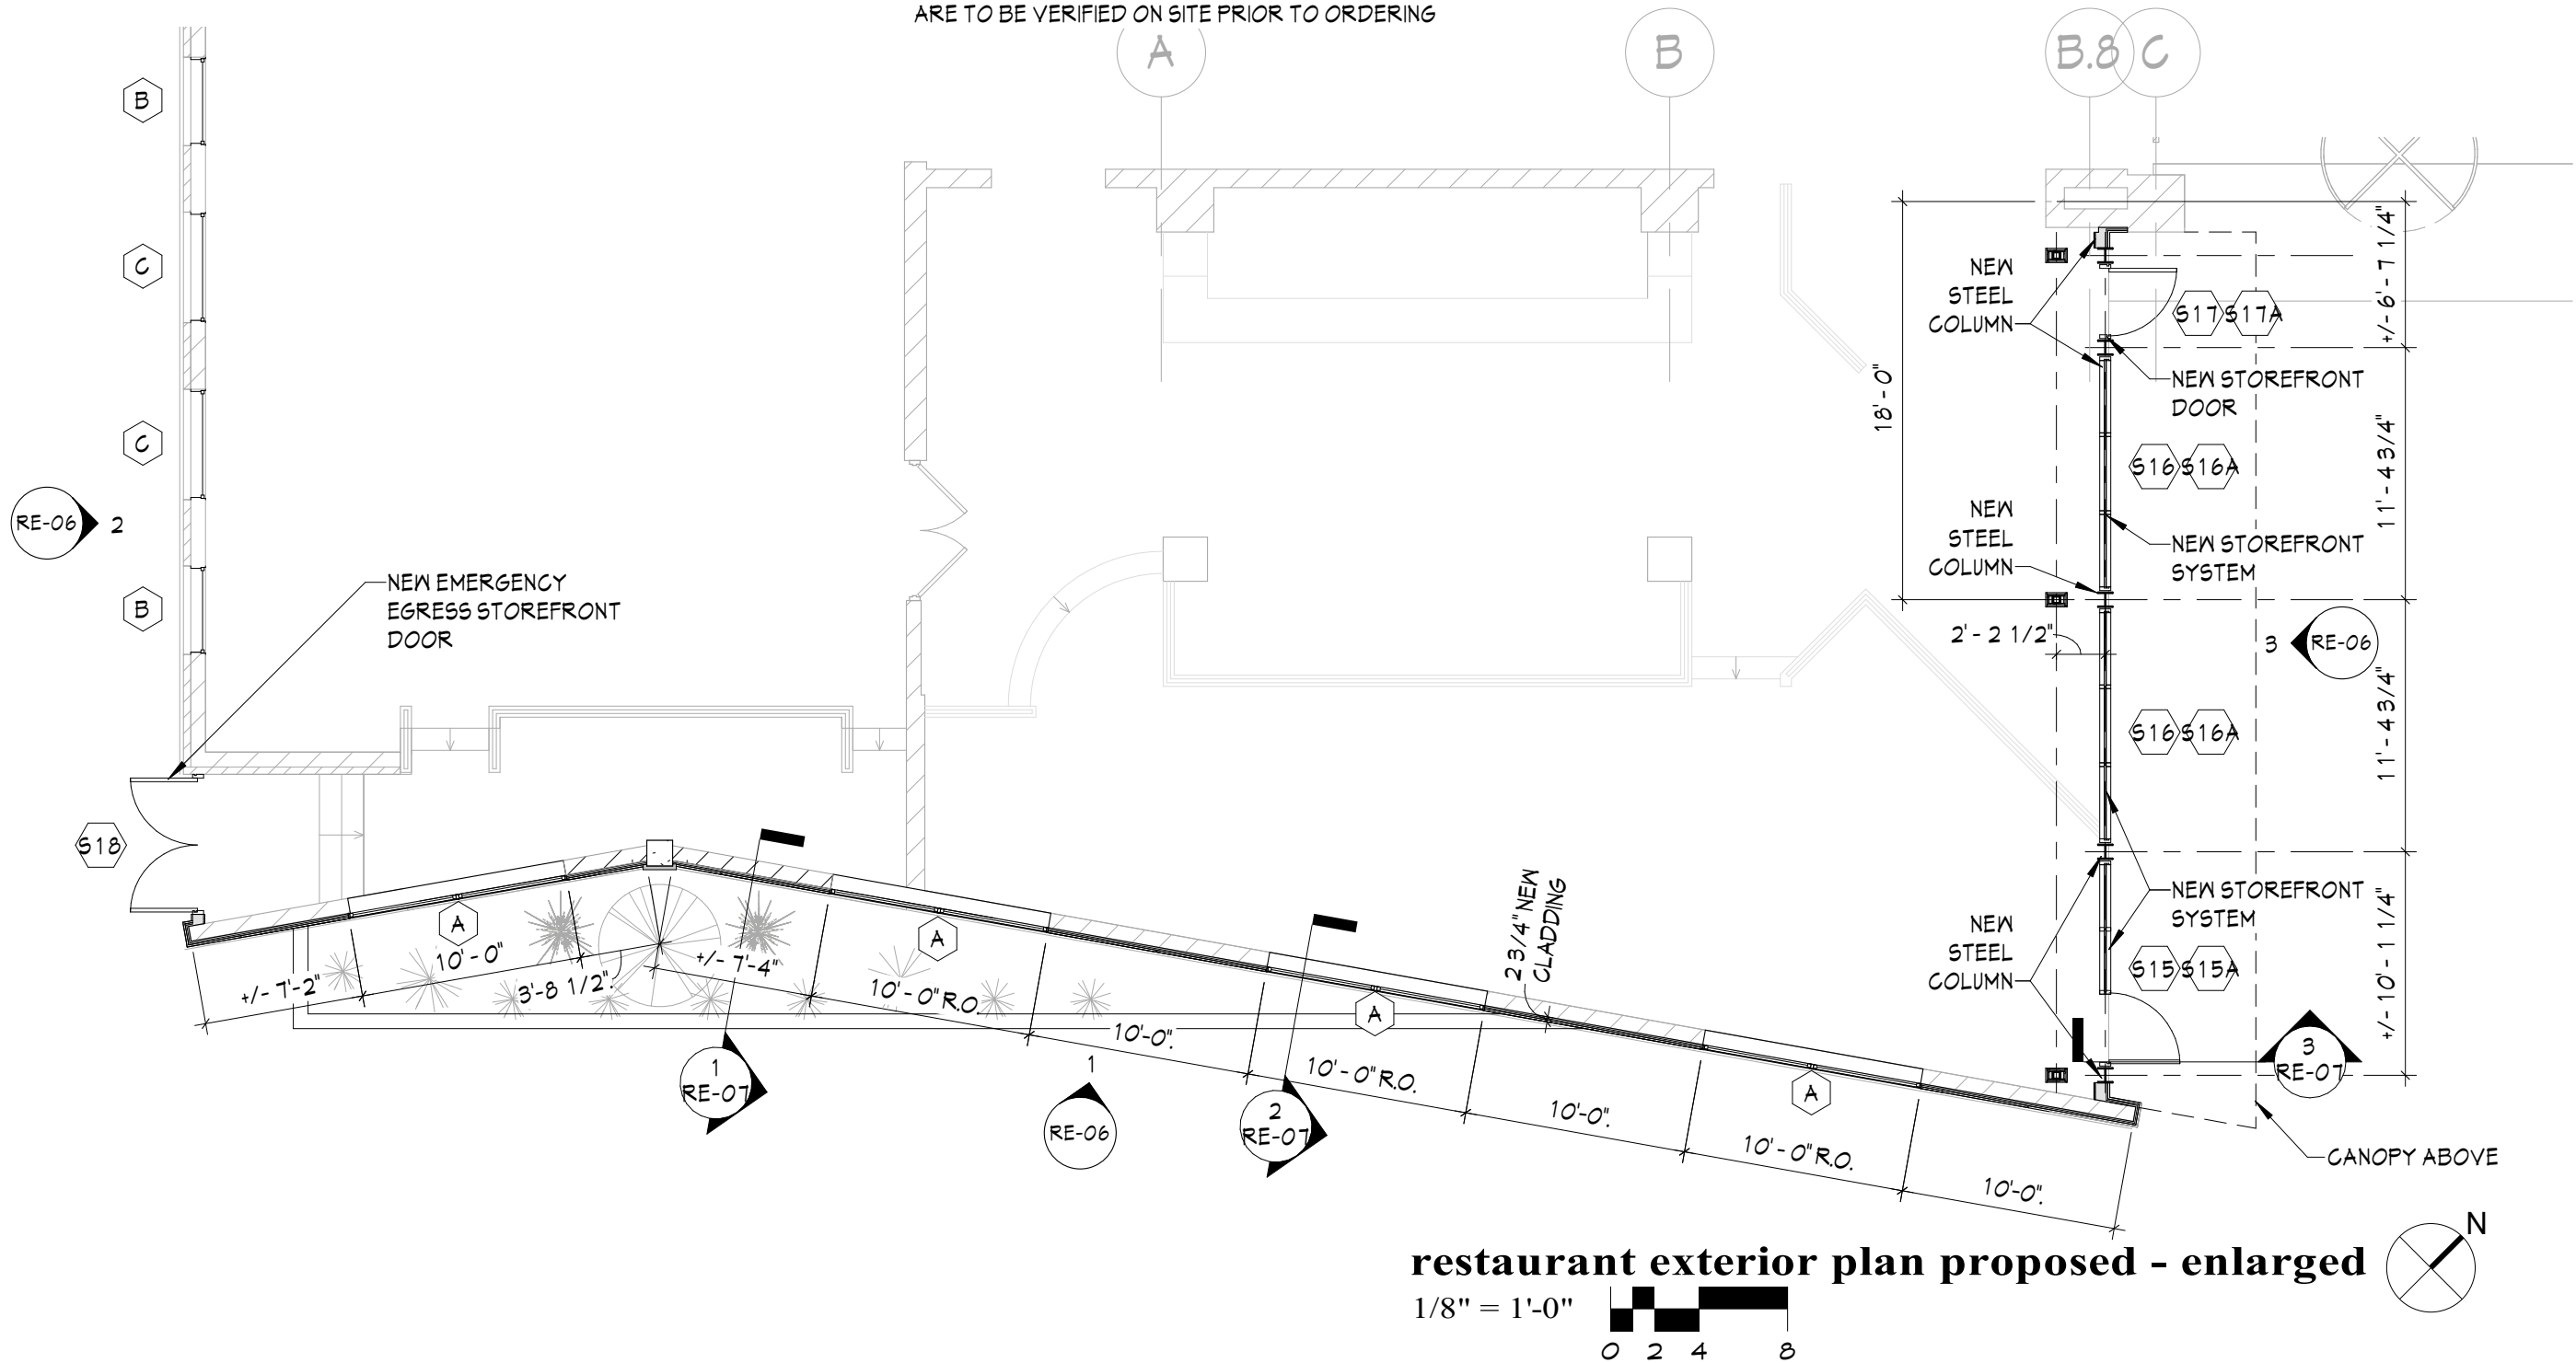 ARE TO BE VERIFIED ON SITE PRIOR TO ORDERING
A
B
B.8
C
B
C
C
B
RE-06
2
NEW EMERGENCY
EGRESS STOREFRONT
DOOR
S18
NEW
STEEL
COLUMN
18'-0"
+/- 6'-7 1/4"
S17
S17A
NEW STOREFRONT
DOOR
11'-4 3/4"
S16
S16A
NEW
STEEL
COLUMN
NEW STOREFRONT
SYSTEM
2'-2 1/2"
3
RE-06
11'-4 3/4"
S16
S16A
NEW STOREFRONT
SYSTEM
NEW
STEEL
COLUMN
S15
S15A
+/- 10'-1 1/4"
3
RE-07
CANOPY ABOVE
A
A
A
A
+/- 7'-2"
10'-0"
3'-8 1/2".
+/- 7'-4"
10'-0" R.O.
10'-0".
10'-0" R.O.
10'-0".
10'-0" R.O.
10'-0".
2 3/4" NEW
CLADDING
1
RE-07
1
RE-06
2
RE-07
N
restaurant exterior plan proposed - enlarged
1/8" = 1'-0"
0 2 4 8